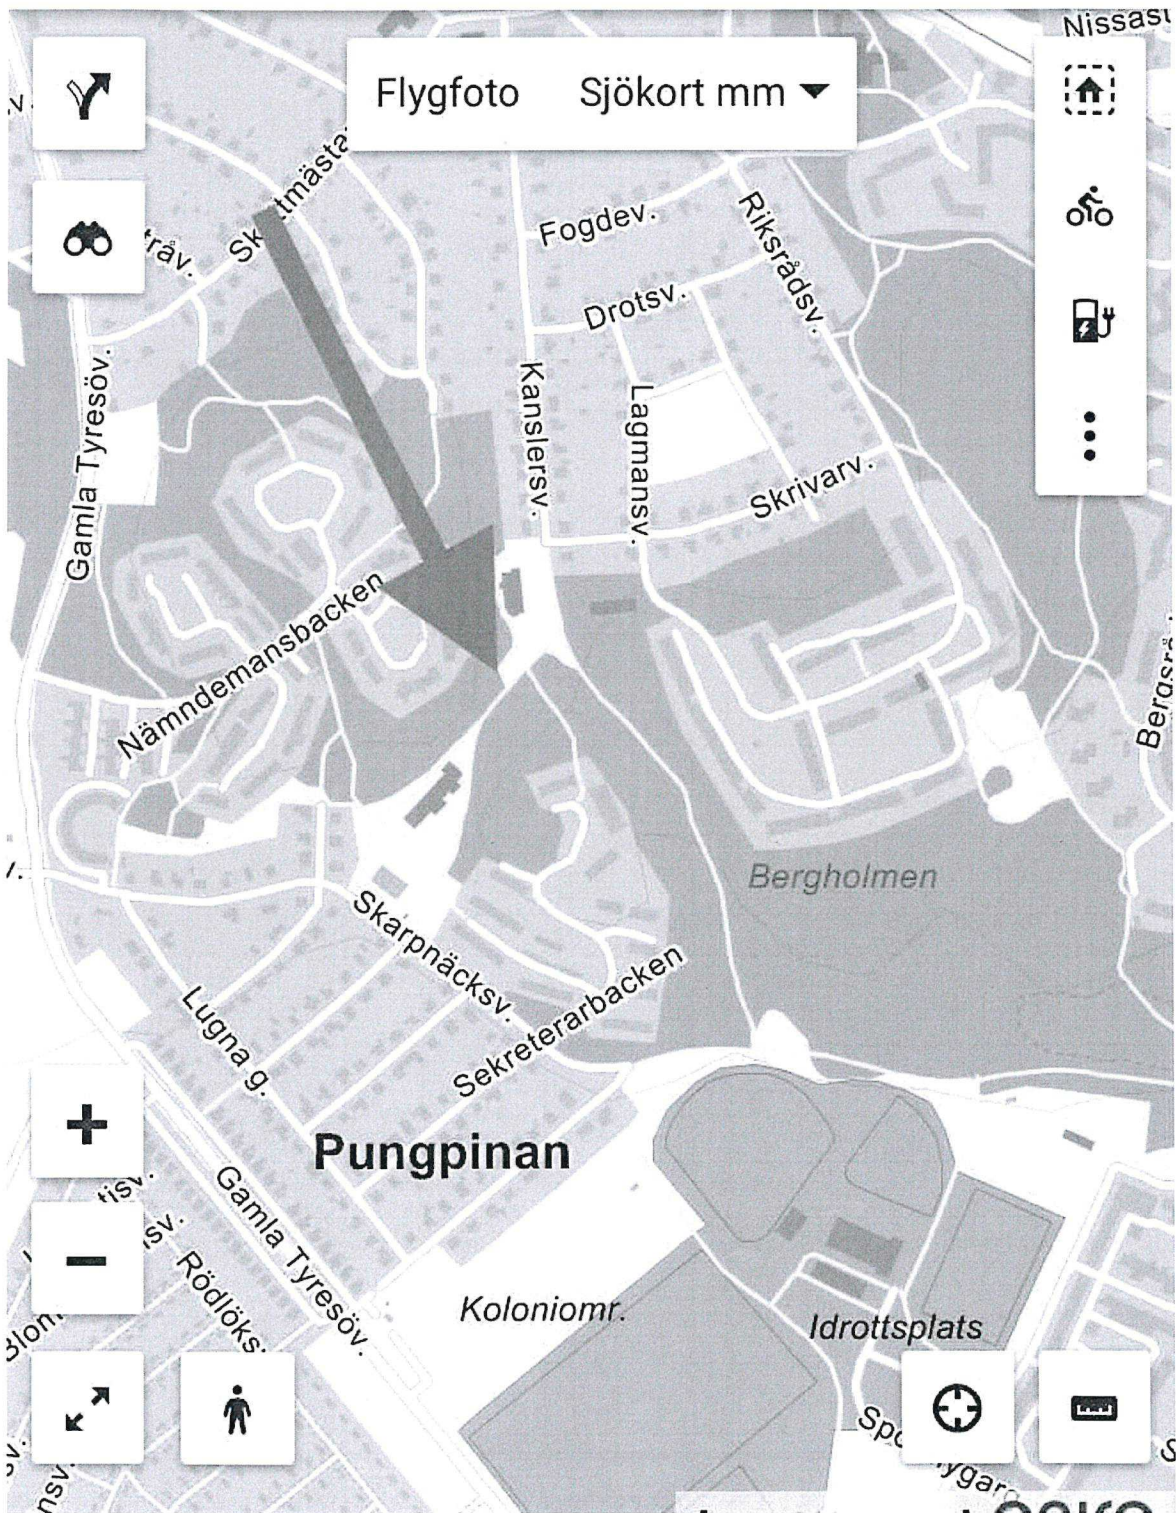 Nissast
Flygfoto Sjökort mm
Fogdev.
Riksrådsv.
Drotsv.
Gamla Tyresöv.
Kanslersv.
Lagmansv.
Skrivarv.
Nämndemansbacken
Bergholmen
Skarpnäcksv.
Lugna g.
Sekreterarbacken
Pungpinan
Gamla Tyresöv.
Rödlöks
Koloniomr.
Idrottsplats